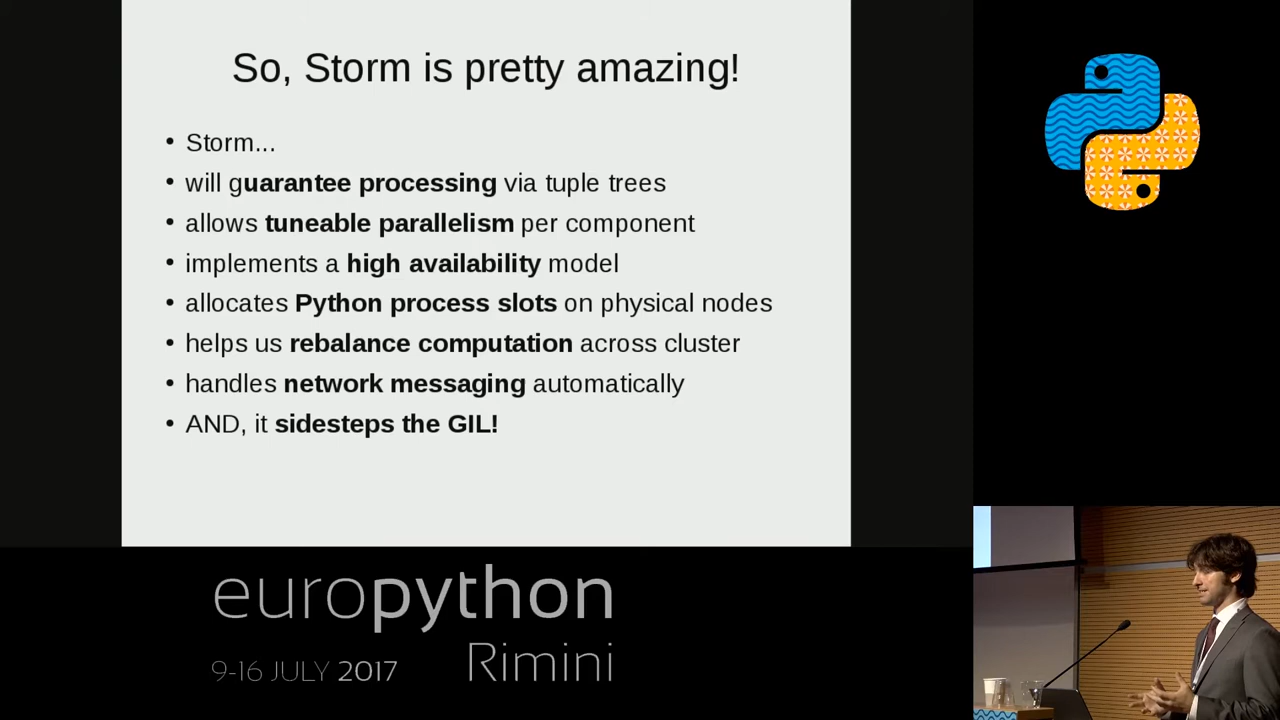 So, Storm is pretty amazing!
• Storm...
• will guarantee processing via tuple trees
• allows tuneable parallelism per component
• implements a high availability model
• allocates Python process slots on physical nodes
• helps us rebalance computation across cluster
• handles network messaging automatically
• AND, it sidesteps the GIL!
europython
9-16 JULY 2017 Rimini